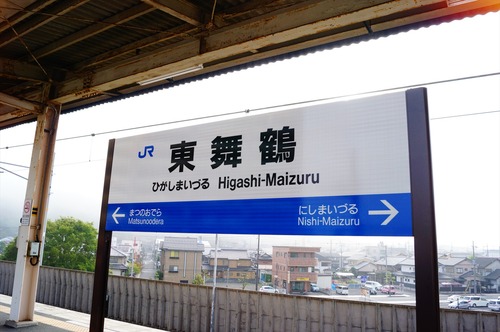 JR 東舞鶴
ひがしまいづる Higashi-Maizuru
まつのおでら にしまいづる
Matsunoodera Nishi-Maizuru